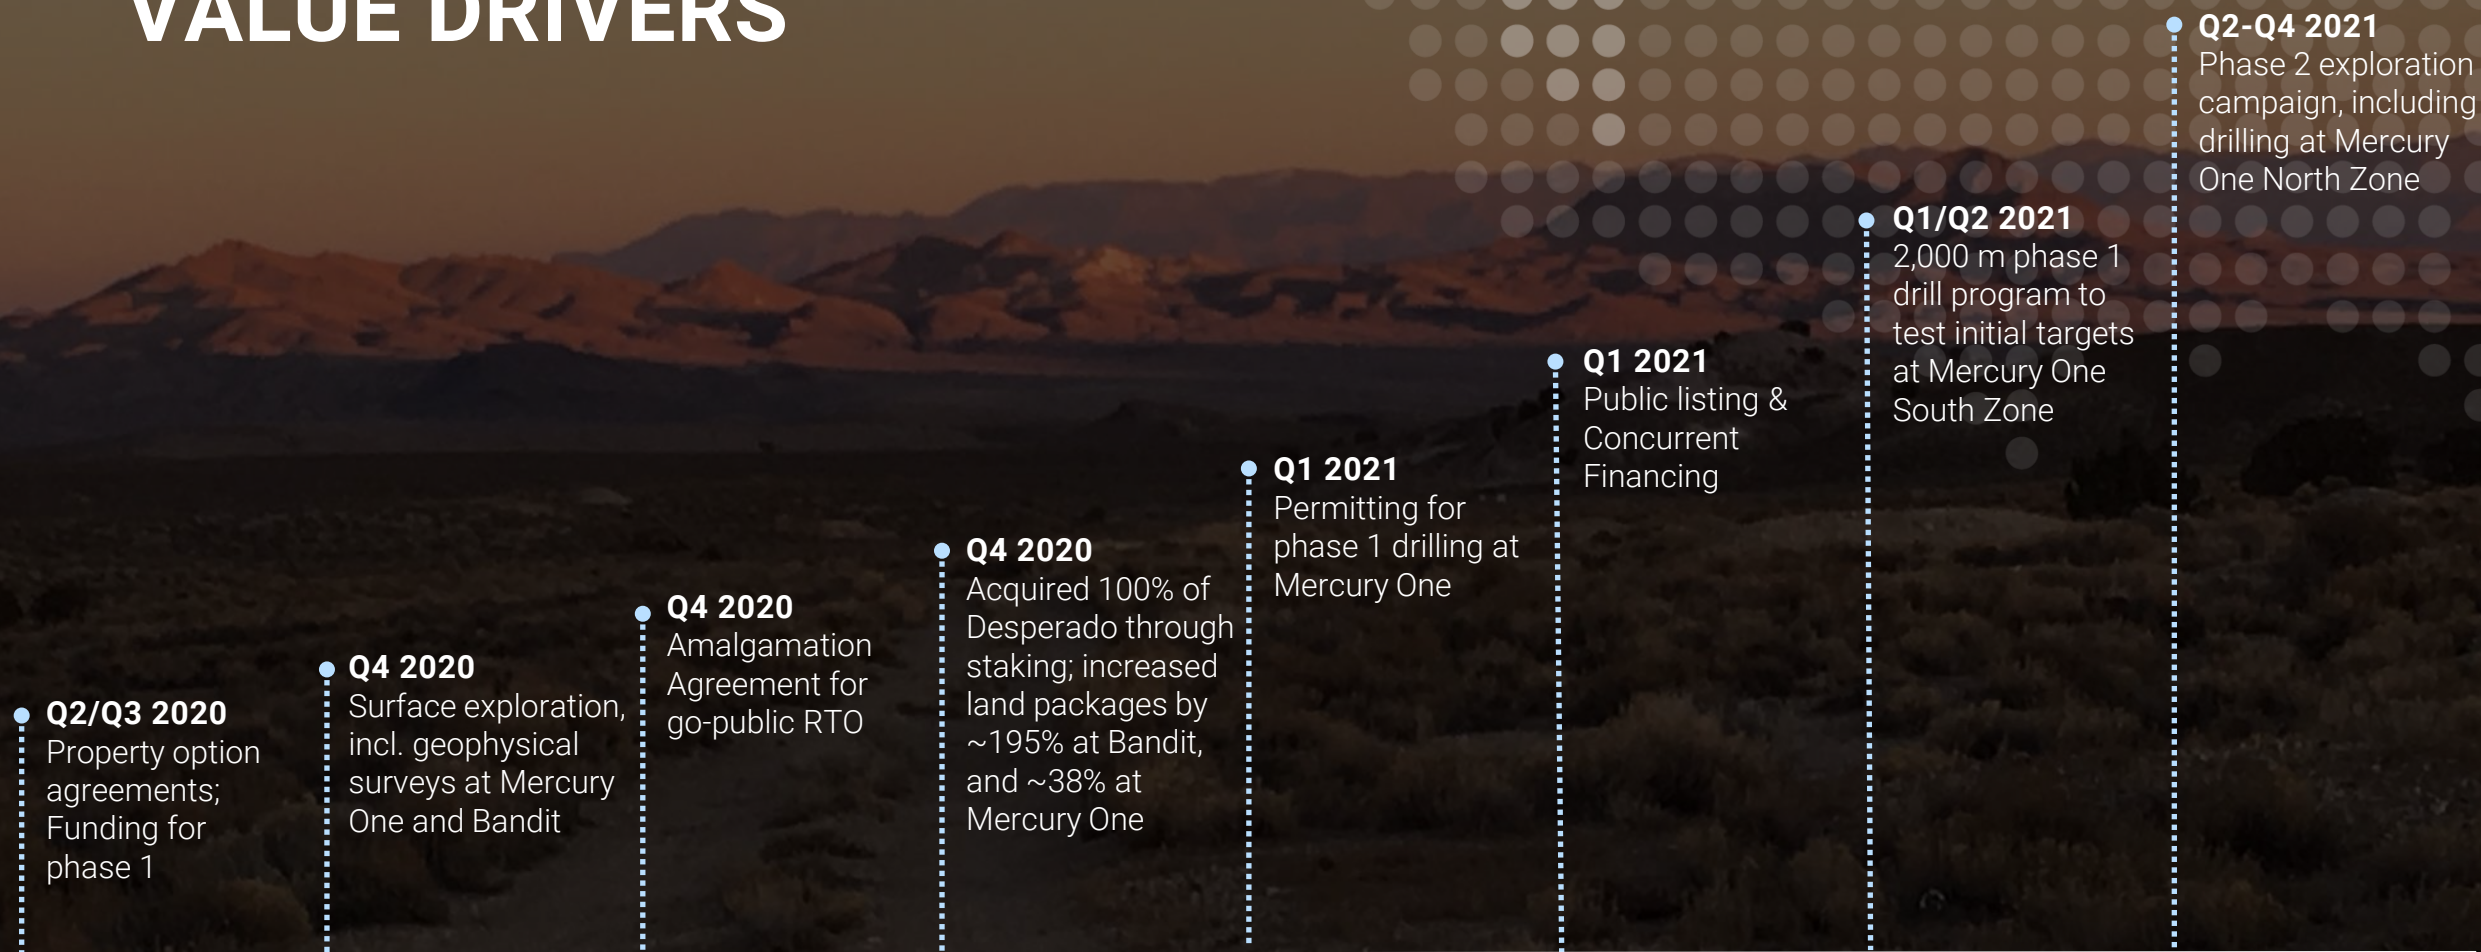 VALUE DRIVERS
Q2/Q3 2020
Property option
agreements;
Funding for
phase 1
Q4 2020
Surface exploration,
incl. geophysical
surveys at Mercury
One and Bandit
Q4 2020
Amalgamation
Agreement for
go-public RTO
Q4 2020
Acquired 100% of
Desperado through
staking; increased
land packages by
~195% at Bandit,
and ~38% at
Mercury One
Q1 2021
Permitting for
phase 1 drilling at
Mercury One
Q1 2021
Public listing &
Concurrent
Financing
Q1/Q2 2021
2,000 m phase 1
drill program to
test initial targets
at Mercury One
South Zone
Q2-Q4 2021
Phase 2 exploration
campaign, including
drilling at Mercury
One North Zone